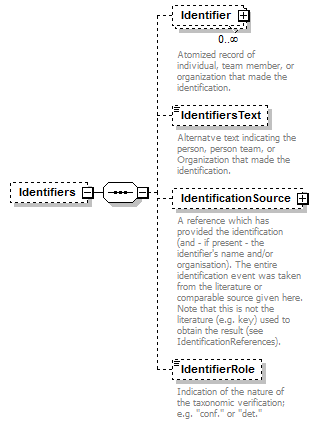 Identifier
0..∞
Atomized record of
individual, team member, or
organization that made the
identification.
IdentifiersText
Alternatve text indicating the
person, person team, or
Organization that made the
identification.
Identifiers
IdentificationSource
A reference which has
provided the identification
(and - if present - the
identifier's name and/or
organisation). The entire
identification event was taken
from the literature or
comparable source given here.
Note that this is not the
literature (e.g. key) used to
obtain the result (see
IdentificationReferences).
IdentifierRole
Indication of the nature of
the taxonomic verification;
e.g. "conf." or "det."